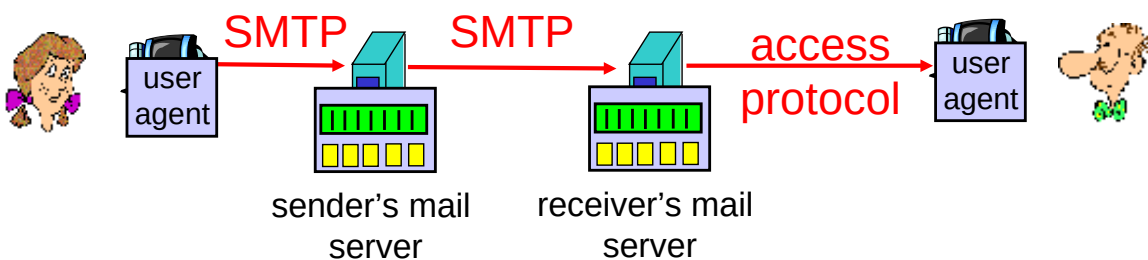 SMTP
SMTP
access
protocol
user
agent
user
agent
sender’s mail
server
receiver’s mail
server